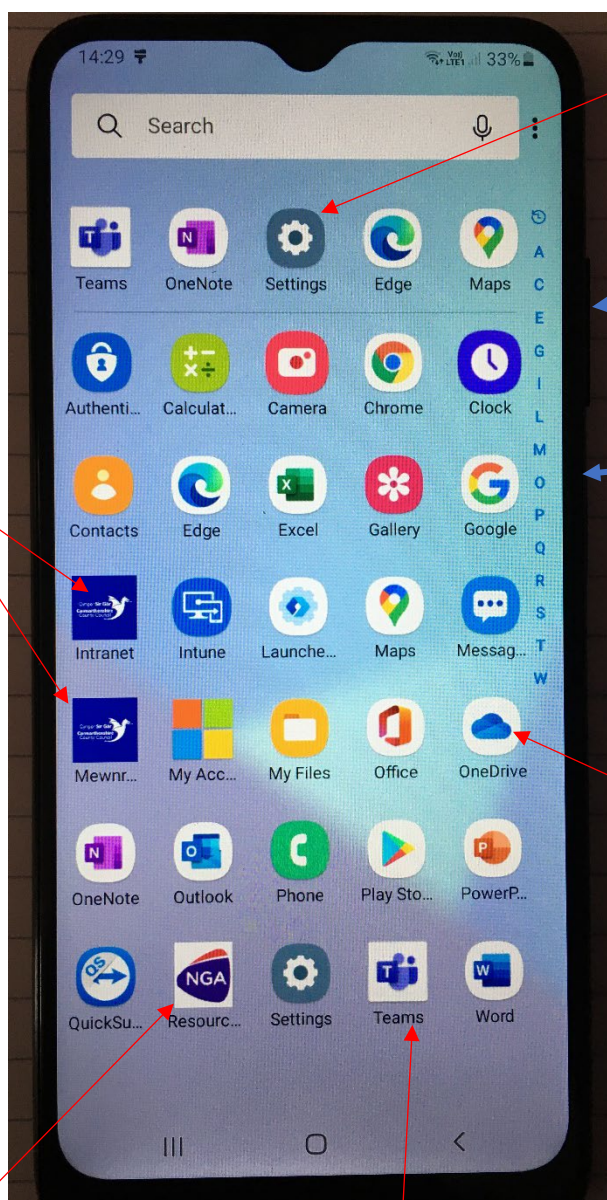 14:29 33%
Search
Teams OneNote Settings Edge Maps
Authenti... Calculat... Camera Chrome Clock
Contacts Edge Excel Gallery Google
Intranet Intune Launche... Maps Messag...
Mewnr... My Acc... My Files Office OneDrive
OneNote Outlook Phone Play Sto... PowerP...
QS NGA
QuickSu... Resourc... Settings Teams Word
A
C
E
G
I
L
M
O
P
Q
R
S
T
W